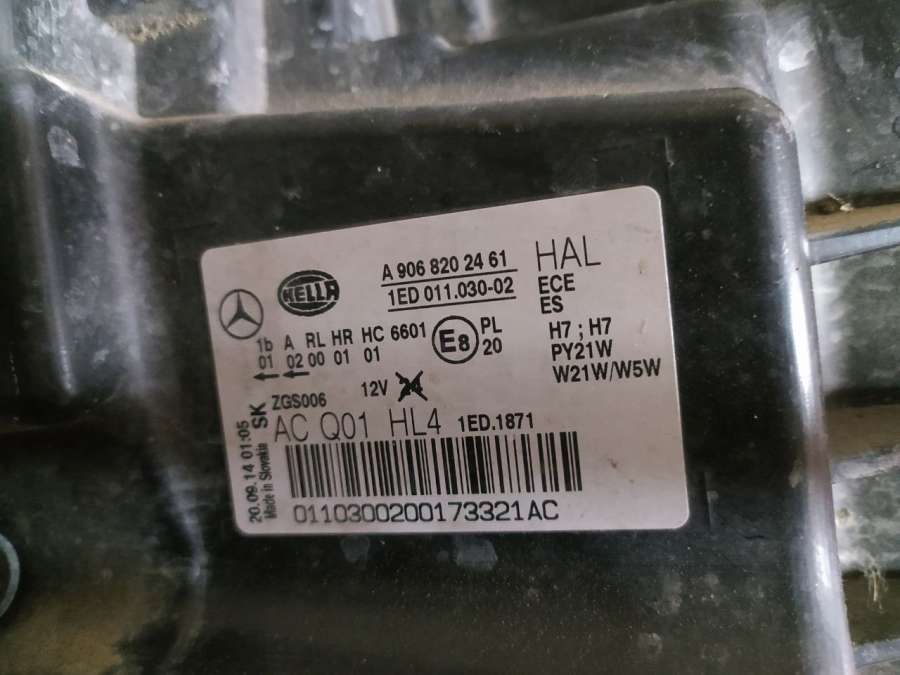 HELLA
A 906 820 2461
1ED 011.030-02
HAL
ECE
ES
1b A RL HR HC 6601
01 02 00 01 01
E8
PL
20
H7 ; H7
PY21W
W21W/W5W
12V 24
ZGS006
AC Q01 HL4 1ED.1871
20.09.14 01:05
Made in Slovakia
SK
0110300200173321AC